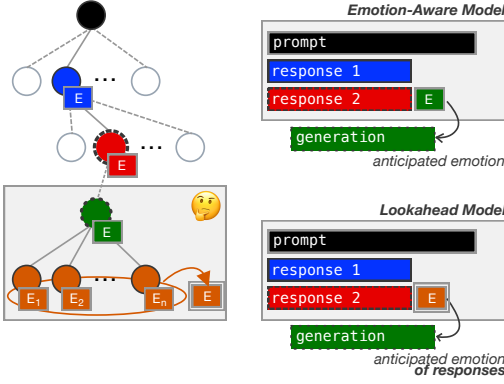 Emotion-Aware Model
prompt
response 1
response 2 E
generation
anticipated emotion
E
E
E
E₁ E₂ Eₙ E
Lookahead Model
prompt
response 1
response 2 E
generation
anticipated emotion
of responses